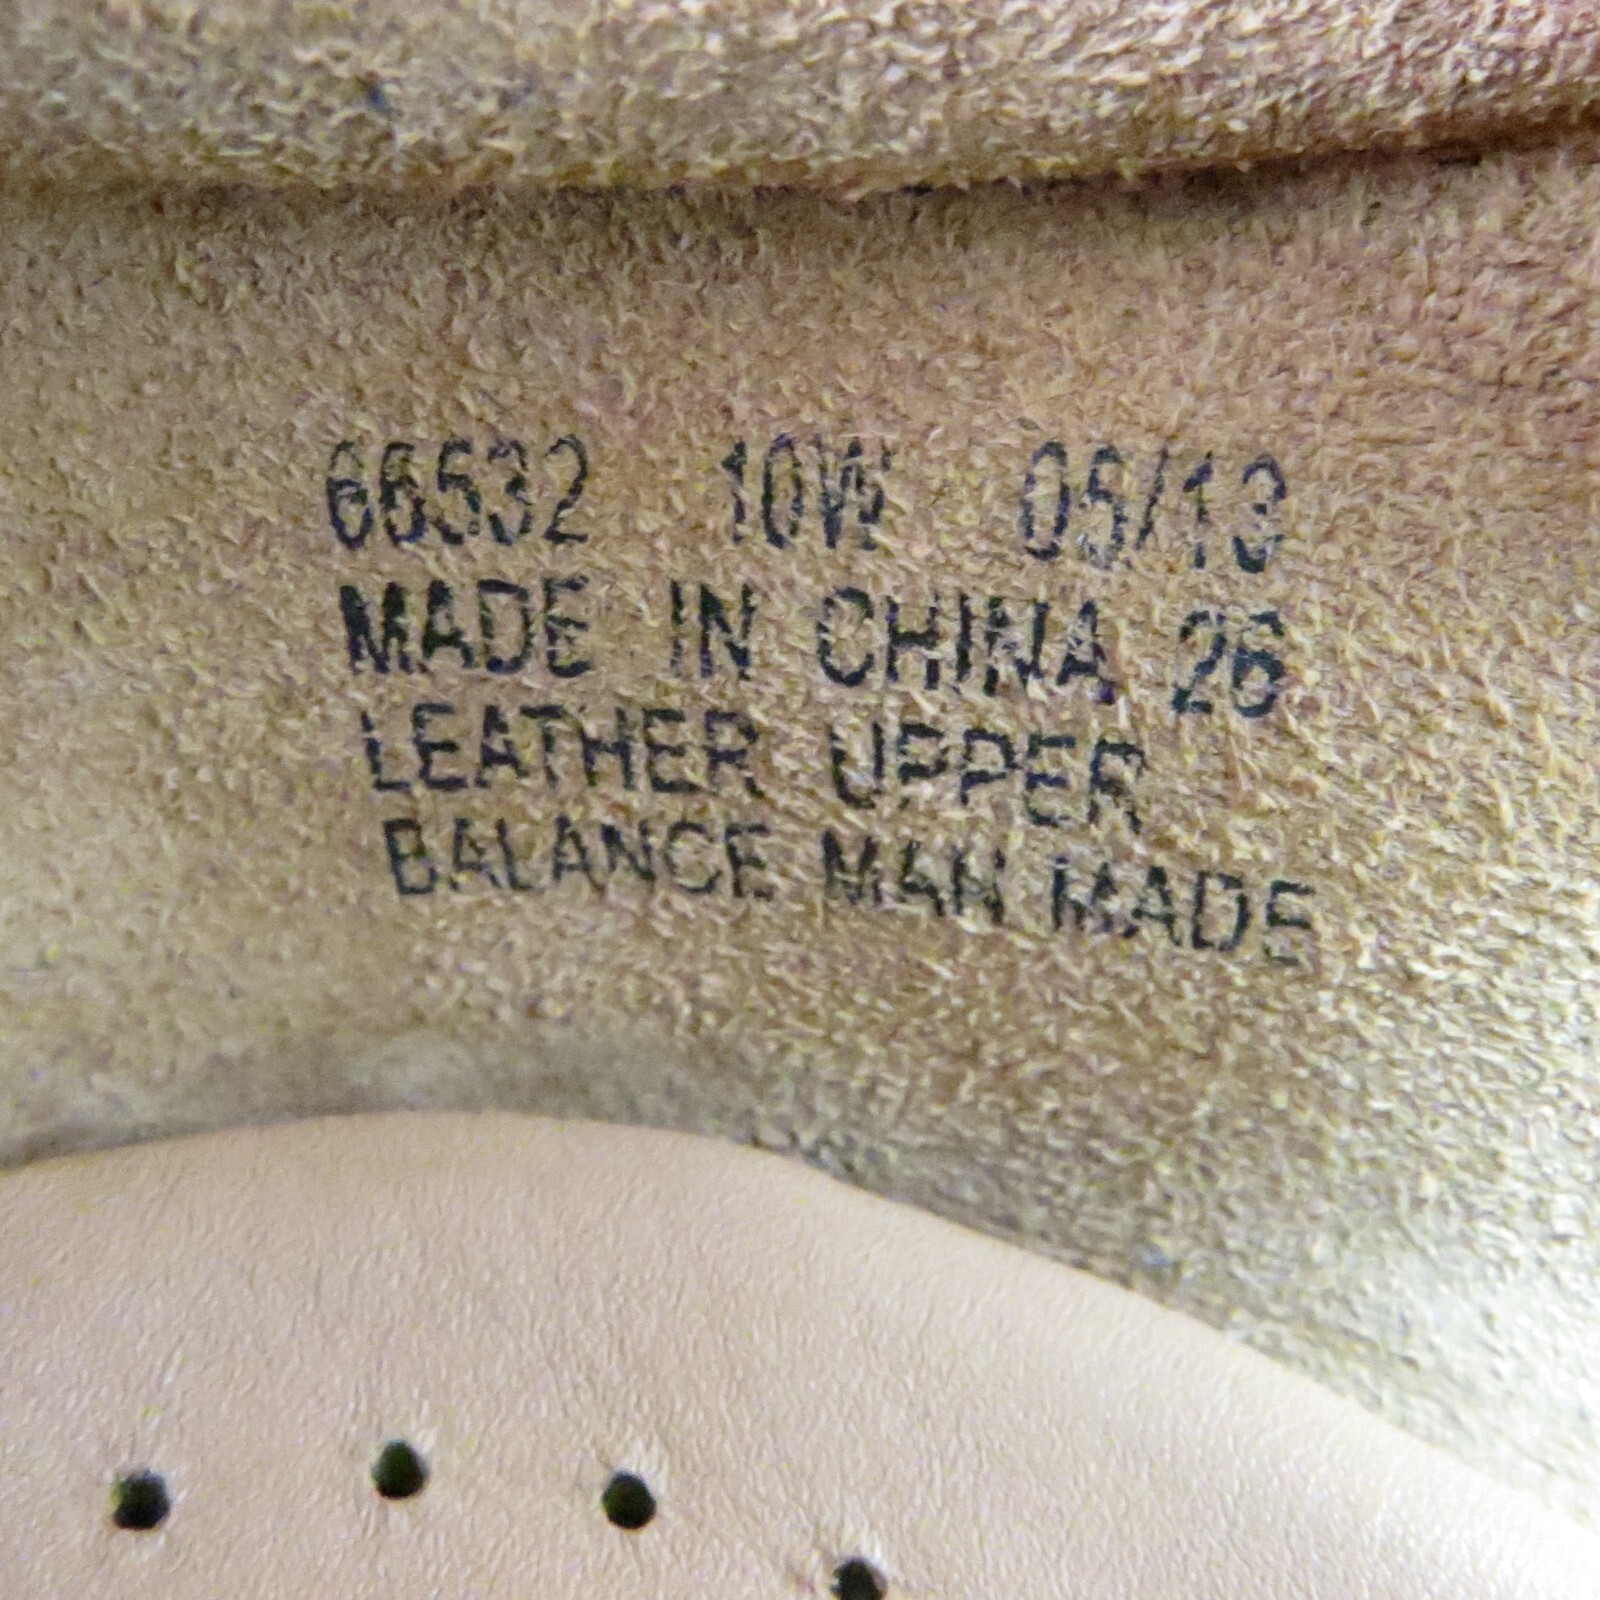 66532 10W 05/13
MADE IN CHINA 26
LEATHER UPPER
BALANCE MAN MADE